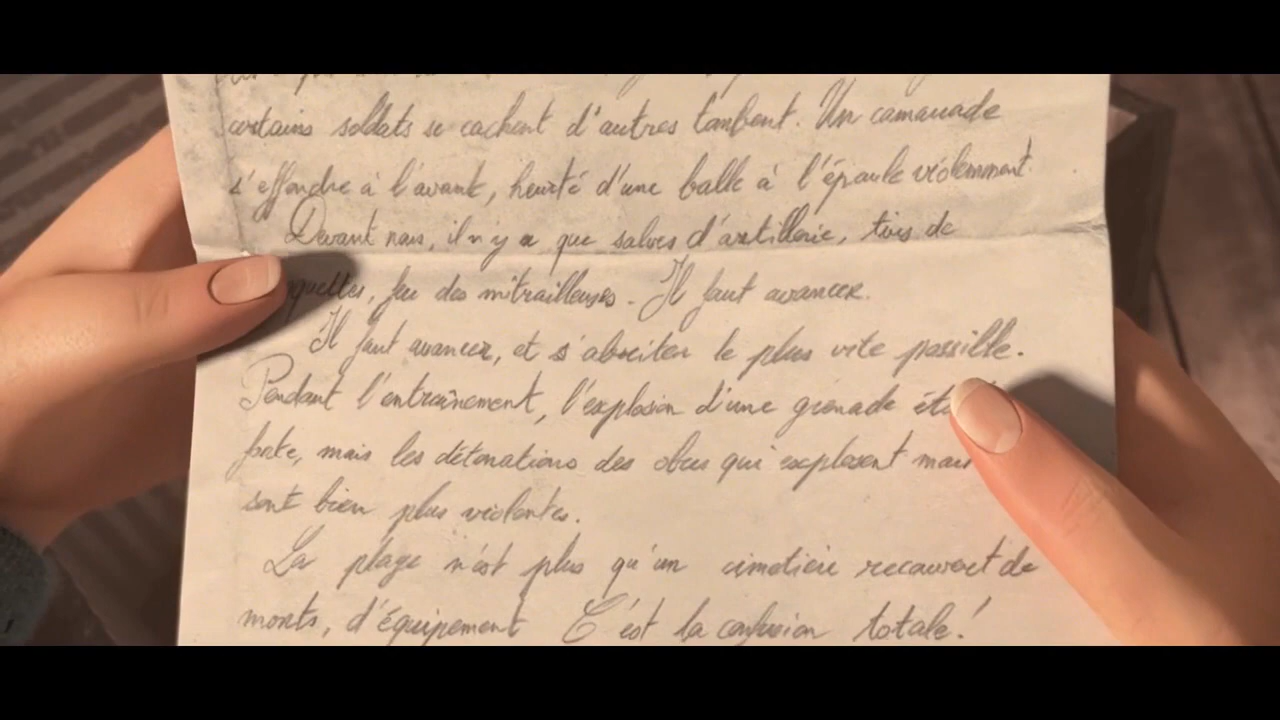 certains soldats se cachent d'autres tombent. Un camarade
s'effondre à l'avant, heurté d'une balle à l'épaule violemment.
Devant nous, il n'y a que salves d'artillerie, tirs de
quettes, feu des mitrailleuses. Il faut avancer.
Il faut avancer, et s'abriter le plus vite possible.
Pendant l'entraînement, l'explosion d'une grenade
forte, mais les détonations des obus qui explosent
sont bien plus violentes.
La plage n'est plus qu'un cimetière recouvert de
morts, d'équipement C'est la confusion totale!